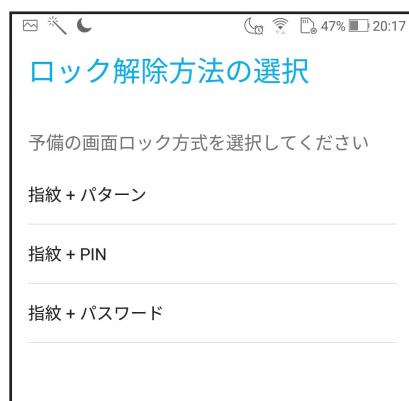 47% 20:17
ロック解除方法の選択
予備の画面ロック方式を選択してください
指紋 + パターン
指紋 + PIN
指紋 + パスワード